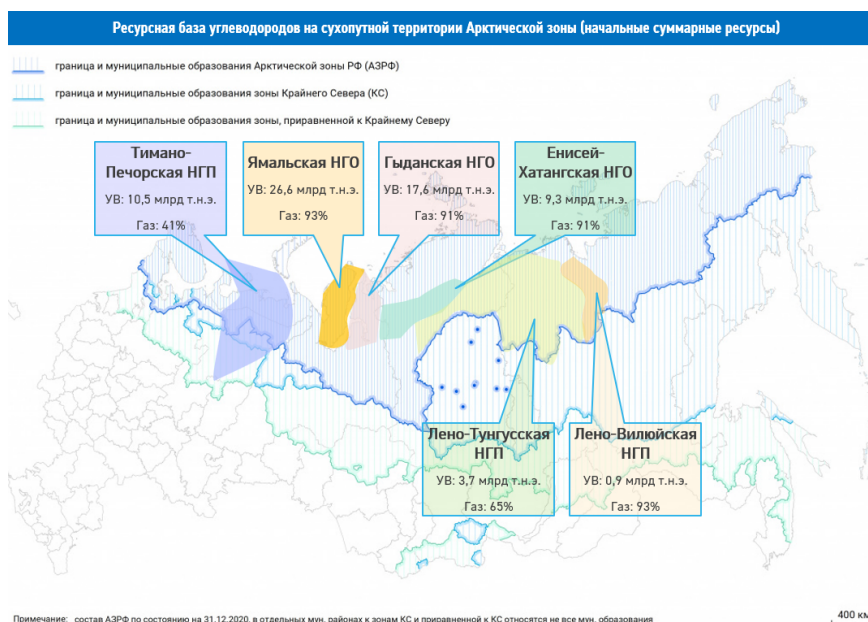 Ресурсная база углеводородов на сухопутной территории Арктической зоны (начальные суммарные ресурсы)
граница и муниципальные образования Арктической зоны РФ (АЗРФ)
граница и муниципальные образования зоны Крайнего Севера (КС)
граница и муниципальные образования зоны, приравненной к Крайнему Северу
Тимано-
Печорская НГП
УВ: 10,5 млрд т.н.э.
Газ: 41%
Ямальская НГО
УВ: 26,6 млрд т.н.э.
Газ: 93%
Гыданская НГО
УВ: 17,6 млрд т.н.э.
Газ: 91%
Енисей-
Хатангская НГО
УВ: 9,3 млрд т.н.э.
Газ: 91%
Лено-Тунгусская
НГП
УВ: 3,7 млрд т.н.э.
Газ: 65%
Лено-Вилюйская
НГП
УВ: 0,9 млрд т.н.э.
Газ: 93%
400 км
Примечание: состав АЗРФ по состоянию на 31.12.2020, в отдельных мун. районах к зонам КС и приравненной к КС относятся не все мун. образования